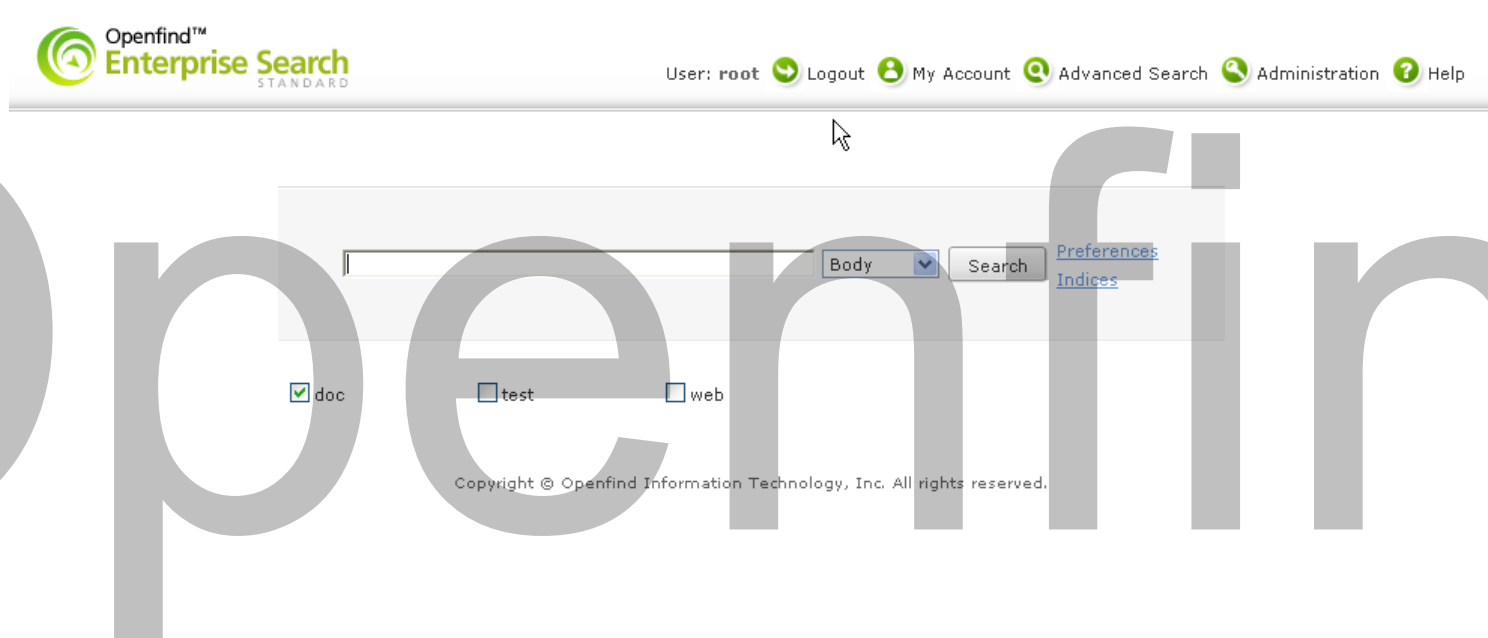 Openfind™
Enterprise Search
STANDARD
User: root Logout My Account Advanced Search Administration Help
Body Search Preferences
Indices
doc test web
Copyright © Openfind Information Technology, Inc. All rights reserved.
Openfin